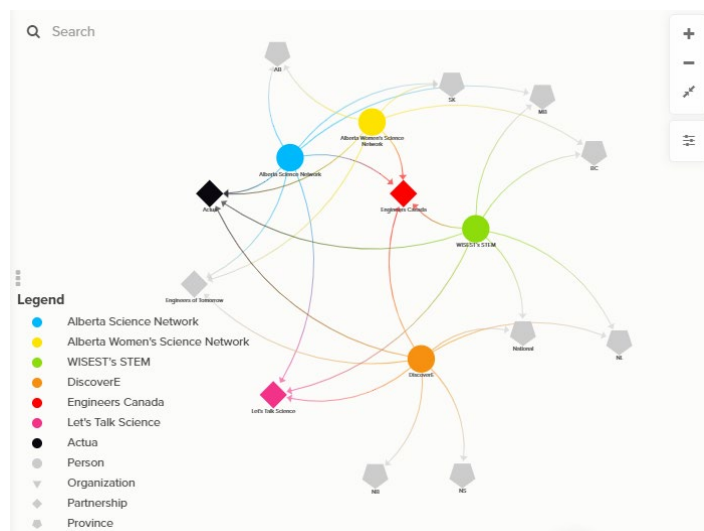 Search
AB
SK
MB
Alberta Women's Science
Network
BC
Alberta Science Network
Actua
Engineers Canada
WISEST's STEM
Engineers of Tomorrow
National
NL
DiscoverE
Let's Talk Science
NB
NS
Legend
Alberta Science Network
Alberta Women's Science Network
WISEST's STEM
DiscoverE
Engineers Canada
Let's Talk Science
Actua
Person
Organization
Partnership
Province